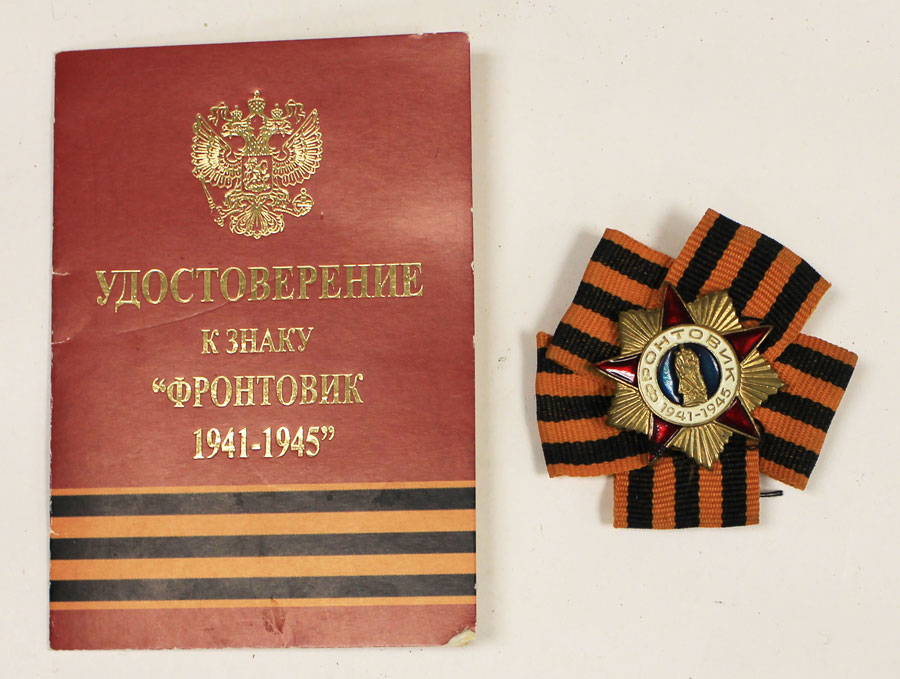 УДОСТОВЕРЕНИЕ
К ЗНАКУ
“ФРОНТОВИК
1941-1945”
ФРОНТОВИК
1941-1945